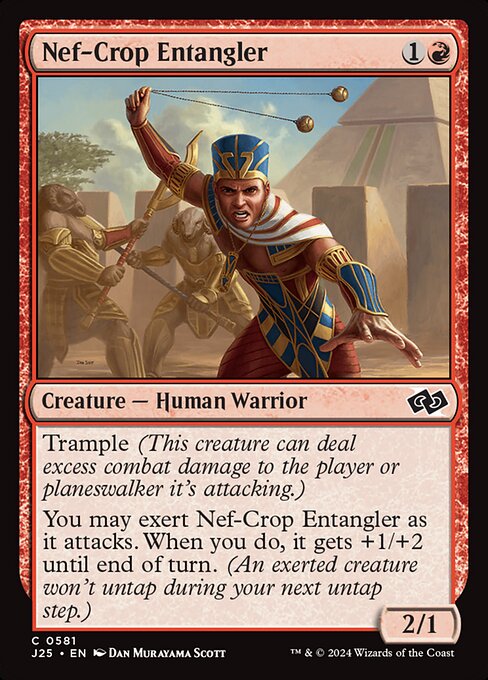 Nef-Crop Entangler 1
Creature — Human Warrior
Trample (This creature can deal
excess combat damage to the player or
planeswalker it's attacking.)
You may exert Nef-Crop Entangler as
it attacks. When you do, it gets +1/+2
until end of turn. (An exerted creature
won't untap during your next untap
step.)
2/1
C 0581
J25 • EN Dan Murayama Scott
™ & © 2024 Wizards of the Coast